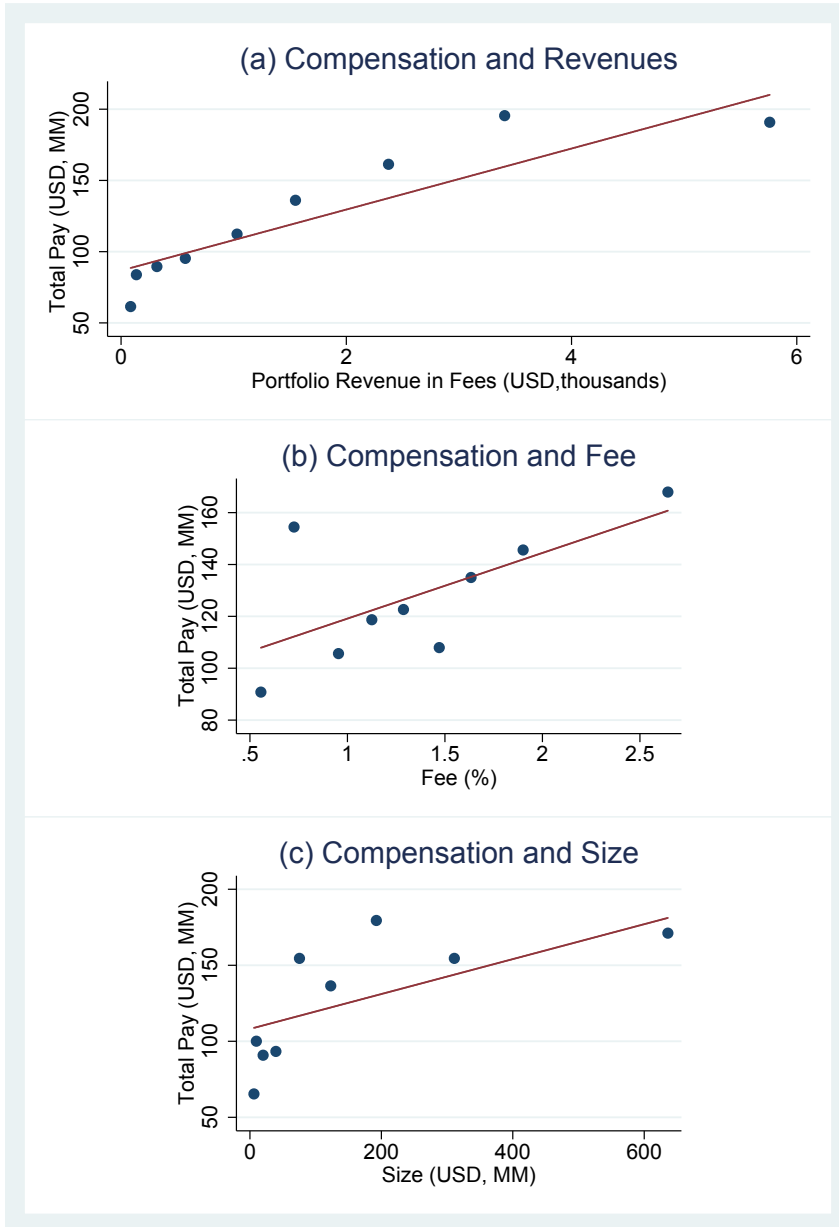 (a) Compensation and Revenues
Total Pay (USD, MM)
200
150
100
50
0 2 4 6
Portfolio Revenue in Fees (USD,thousands)
(b) Compensation and Fee
Total Pay (USD, MM)
160
140
120
100
80
.5 1 1.5 2 2.5
Fee (%)
(c) Compensation and Size
Total Pay (USD, MM)
200
150
100
50
0 200 400 600
Size (USD, MM)